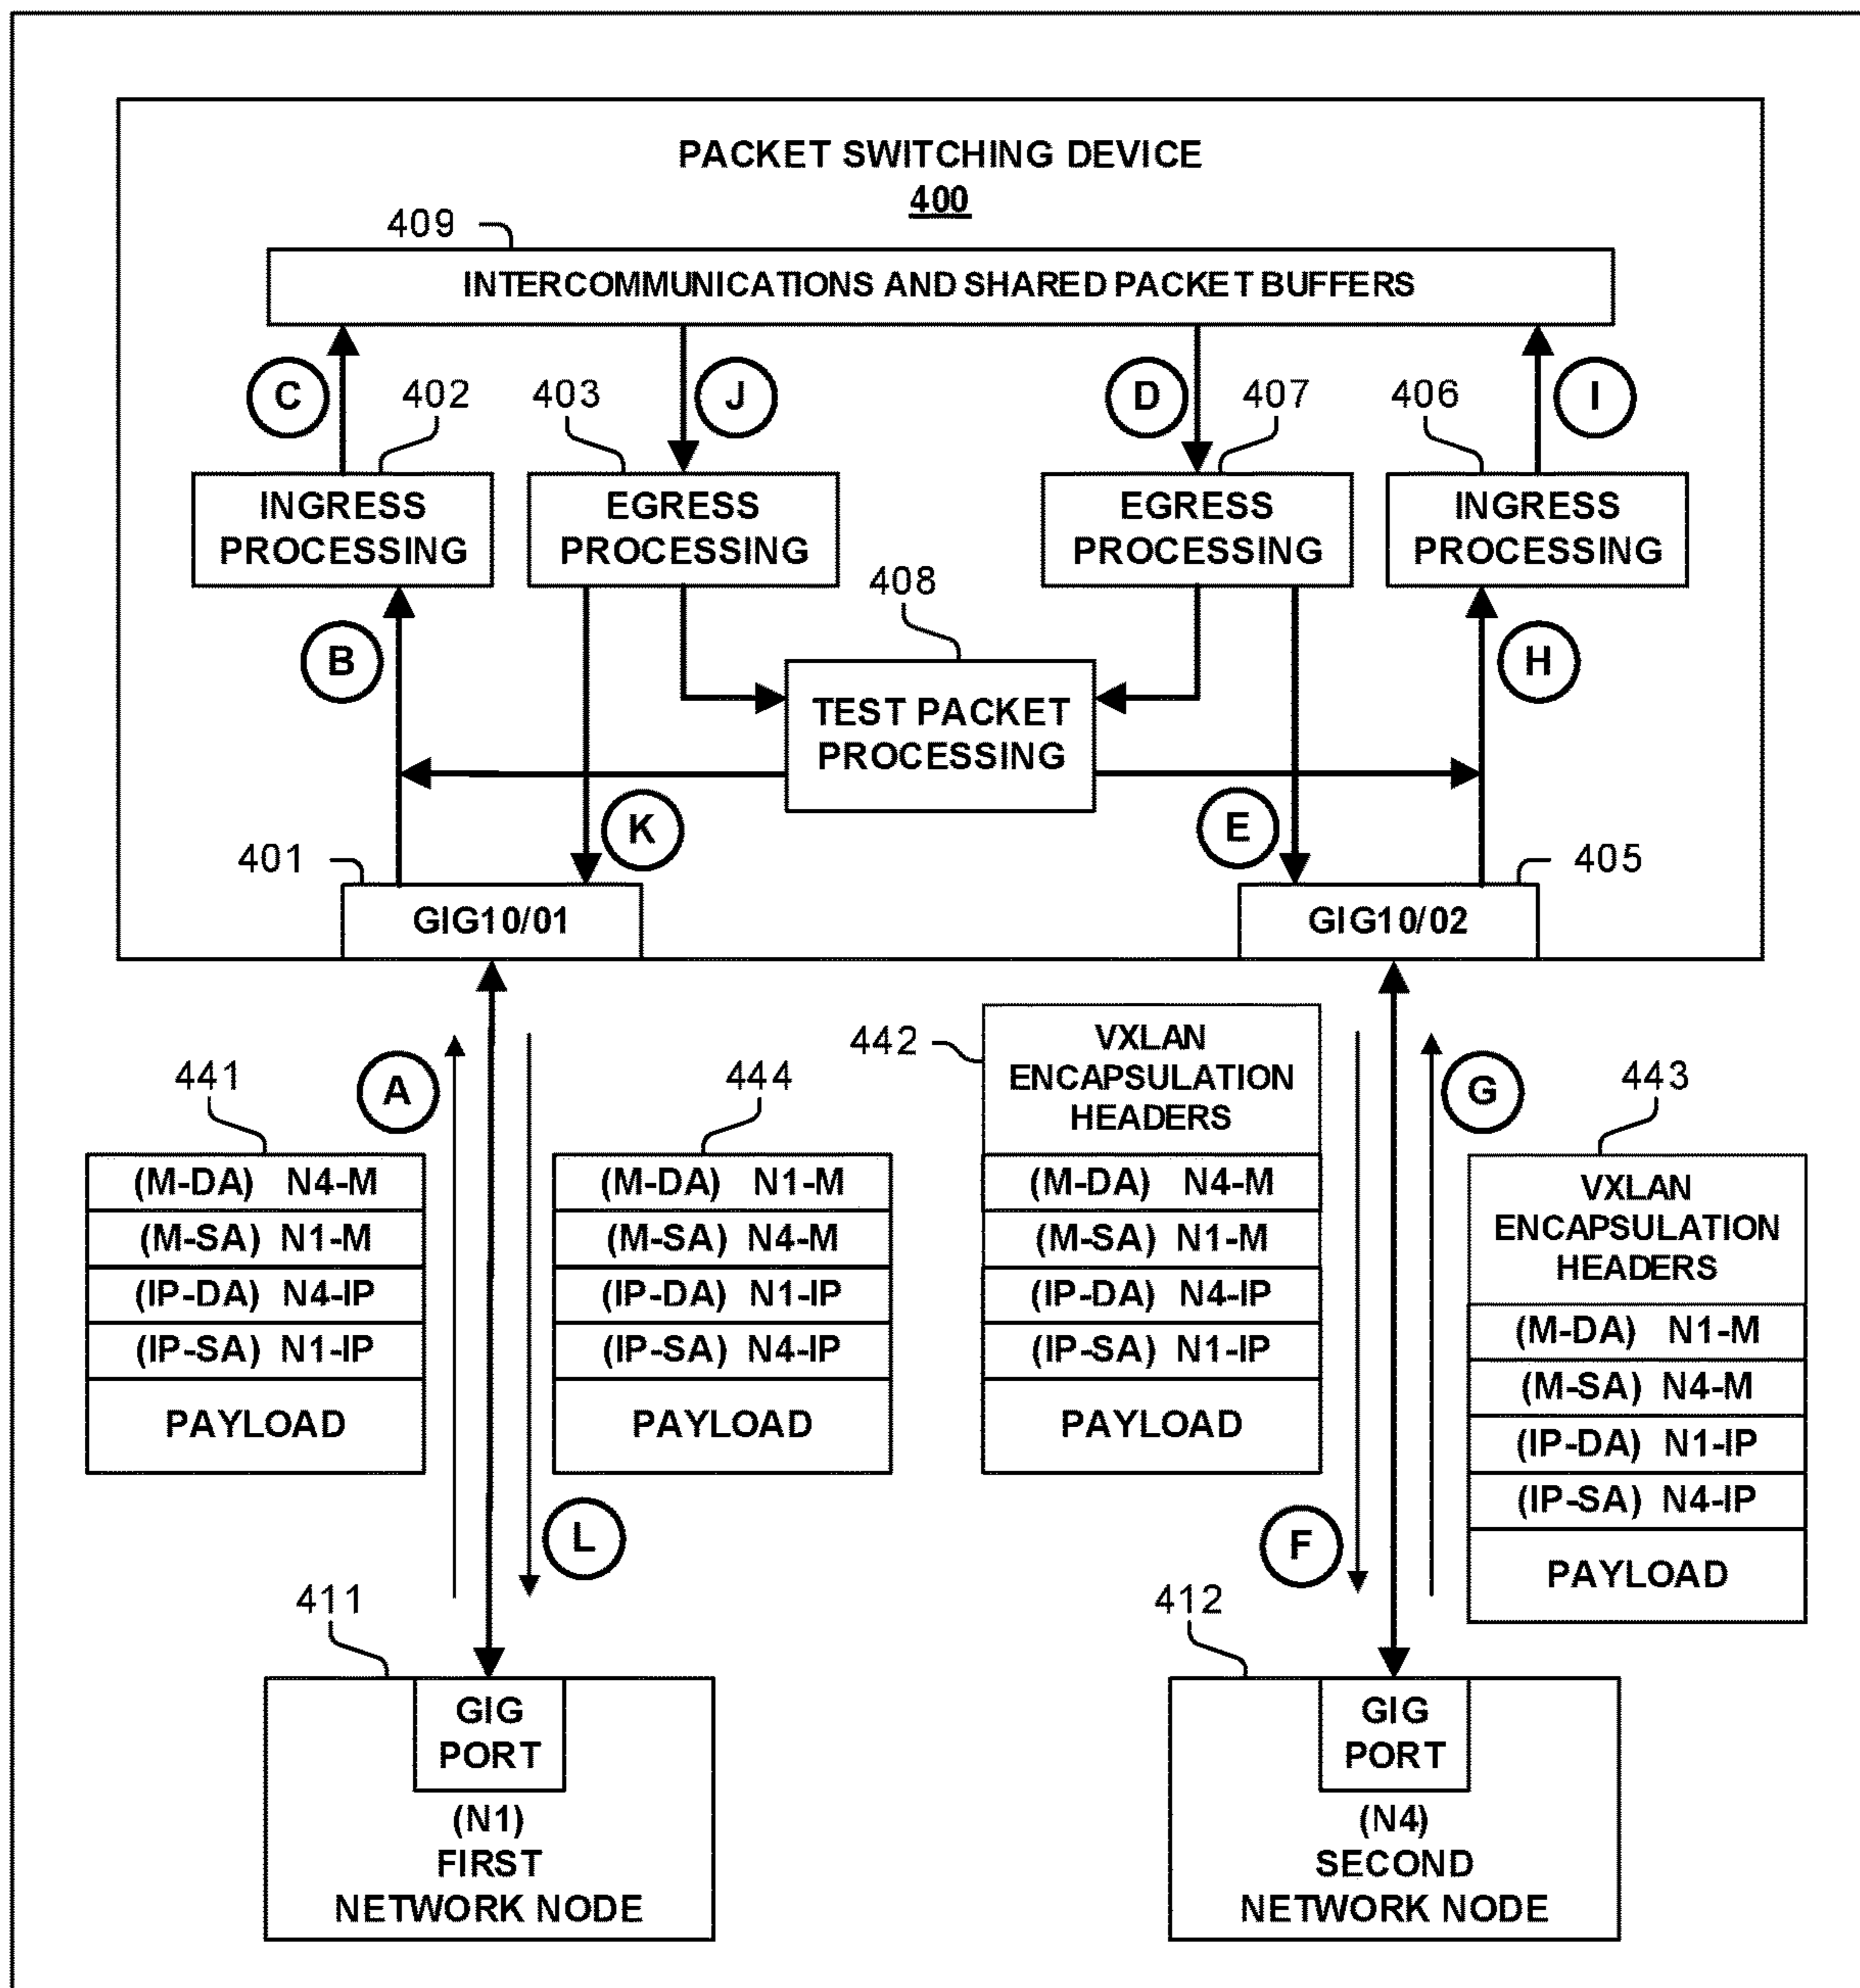 PACKET SWITCHING DEVICE
400
409
INTERCOMMUNICATIONS AND SHARED PACKET BUFFERS
C
402
403
J
D
407
406
I
INGRESS
PROCESSING
EGRESS
PROCESSING
EGRESS
PROCESSING
INGRESS
PROCESSING
408
B
H
TEST PACKET
PROCESSING
K
E
401
405
GIG10/01
GIG10/02
441
A
444
442
VXLAN
ENCAPSULATION
HEADERS
G
443
(M-DA) N4-M
(M-SA) N1-M
(IP-DA) N4-IP
(IP-SA) N1-IP
PAYLOAD
(M-DA) N1-M
(M-SA) N4-M
(IP-DA) N1-IP
(IP-SA) N4-IP
PAYLOAD
(M-DA) N4-M
(M-SA) N1-M
(IP-DA) N4-IP
(IP-SA) N1-IP
PAYLOAD
VXLAN
ENCAPSULATION
HEADERS
(M-DA) N1-M
(M-SA) N4-M
(IP-DA) N1-IP
(IP-SA) N4-IP
PAYLOAD
L
F
411
412
GIG
PORT
(N1)
FIRST
NETWORK NODE
GIG
PORT
(N4)
SECOND
NETWORK NODE